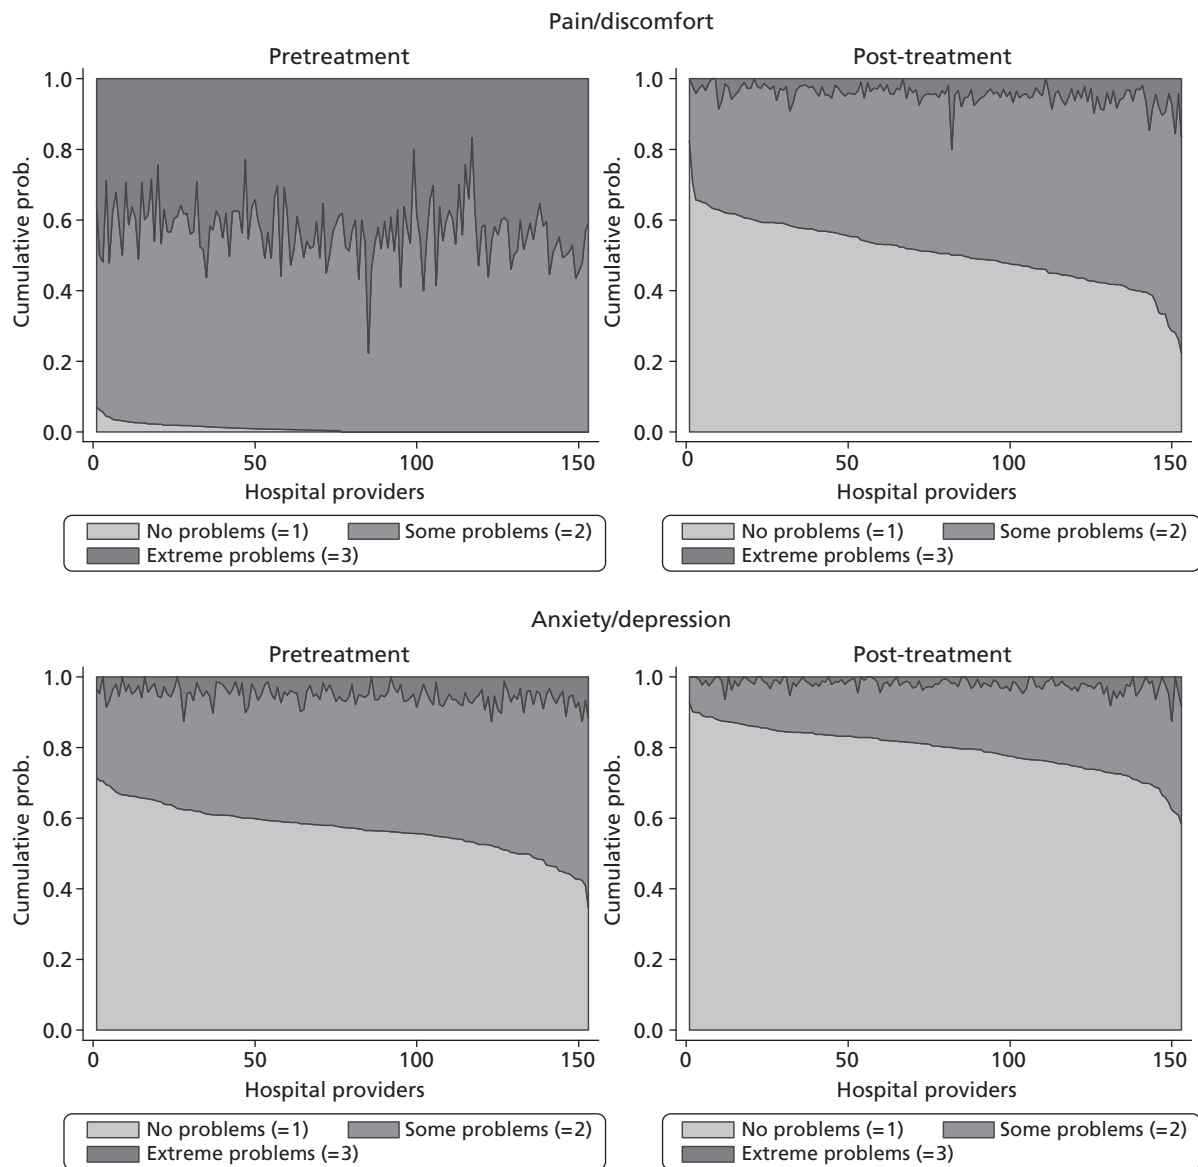 Pain/discomfort
Pretreatment
Post-treatment
Cumulative prob.
1.0
0.8
0.6
0.4
0.2
0.0
0
50
100
150
Hospital providers
No problems (=1)
Some problems (=2)
Extreme problems (=3)
Cumulative prob.
1.0
0.8
0.6
0.4
0.2
0.0
0
50
100
150
Hospital providers
No problems (=1)
Some problems (=2)
Extreme problems (=3)
Anxiety/depression
Pretreatment
Post-treatment
Cumulative prob.
1.0
0.8
0.6
0.4
0.2
0.0
0
50
100
150
Hospital providers
No problems (=1)
Some problems (=2)
Extreme problems (=3)
Cumulative prob.
1.0
0.8
0.6
0.4
0.2
0.0
0
50
100
150
Hospital providers
No problems (=1)
Some problems (=2)
Extreme problems (=3)